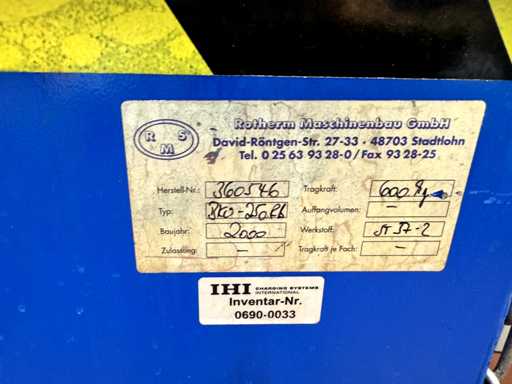 R S M
Rotherm Maschinenbau GmbH
David-Röntgen-Str. 27-33 · 48703 Stadtlohn
Tel. 0 25 63 93 28-0 / Fax 93 28-25
Herstell-Nr.: 360546 Tragkraft: 600 kg
Typ: Auffangvolumen: —
Baujahr: 2000 Werkstoff: St 37-2
Zulassung: — Tragkraft je Fach: —
IHI CHARGING SYSTEMS INTERNATIONAL
Inventar-Nr.
0690-0033